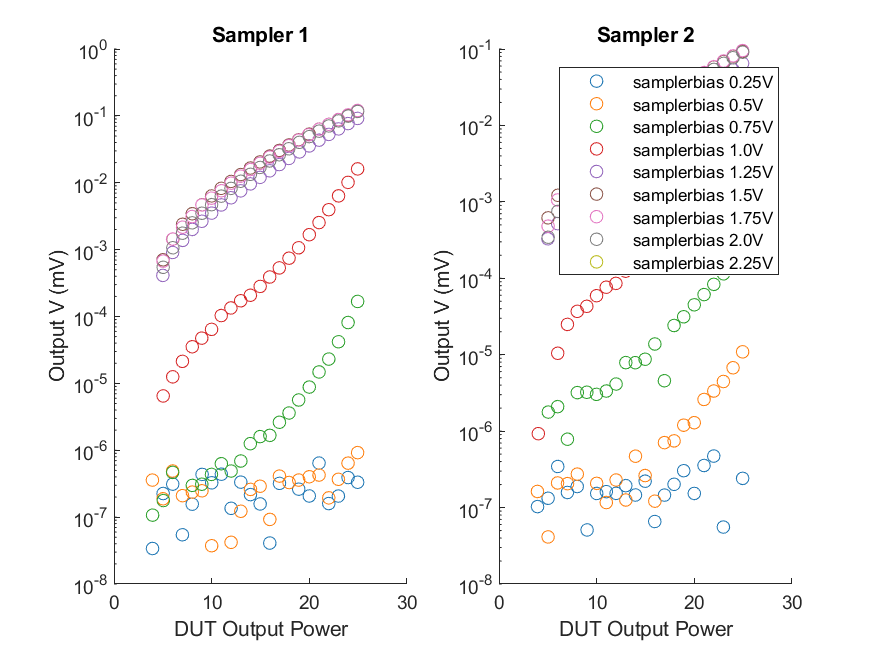 Sampler 1
10^0
10^-1
10^-2
10^-3
10^-4
10^-5
10^-6
10^-7
10^-8
Output V (mV)
0 10 20 30
DUT Output Power
Sampler 2
10^-1
10^-2
10^-3
10^-4
10^-5
10^-6
10^-7
10^-8
Output V (mV)
0 10 20 30
DUT Output Power
samplerbias 0.25V
samplerbias 0.5V
samplerbias 0.75V
samplerbias 1.0V
samplerbias 1.25V
samplerbias 1.5V
samplerbias 1.75V
samplerbias 2.0V
samplerbias 2.25V